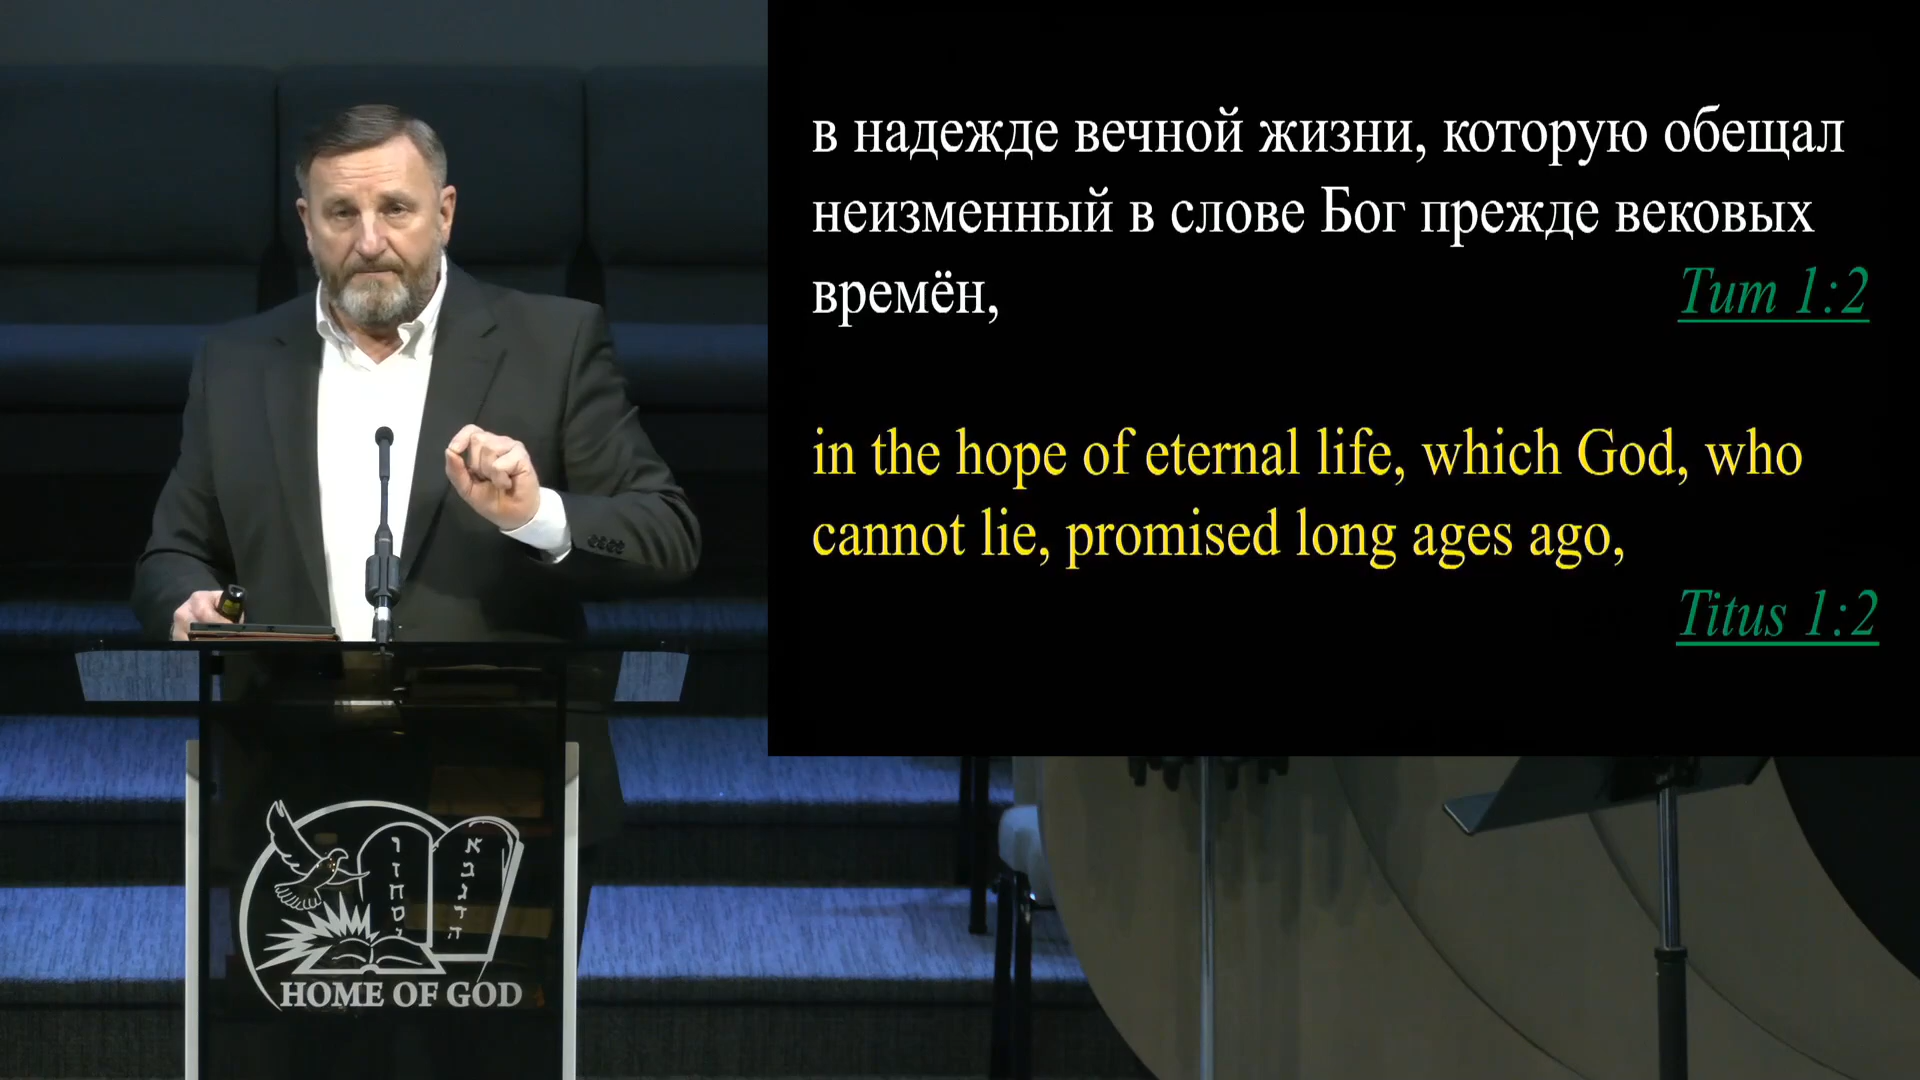 в надежде вечной жизни, которую обещал
неизменный в слове Бог прежде вековых
времён,
Тит 1:2
in the hope of eternal life, which God, who
cannot lie, promised long ages ago,
Titus 1:2
א
ב
ג
ד
ה
ו
ז
ח
ט
י
HOME OF GOD